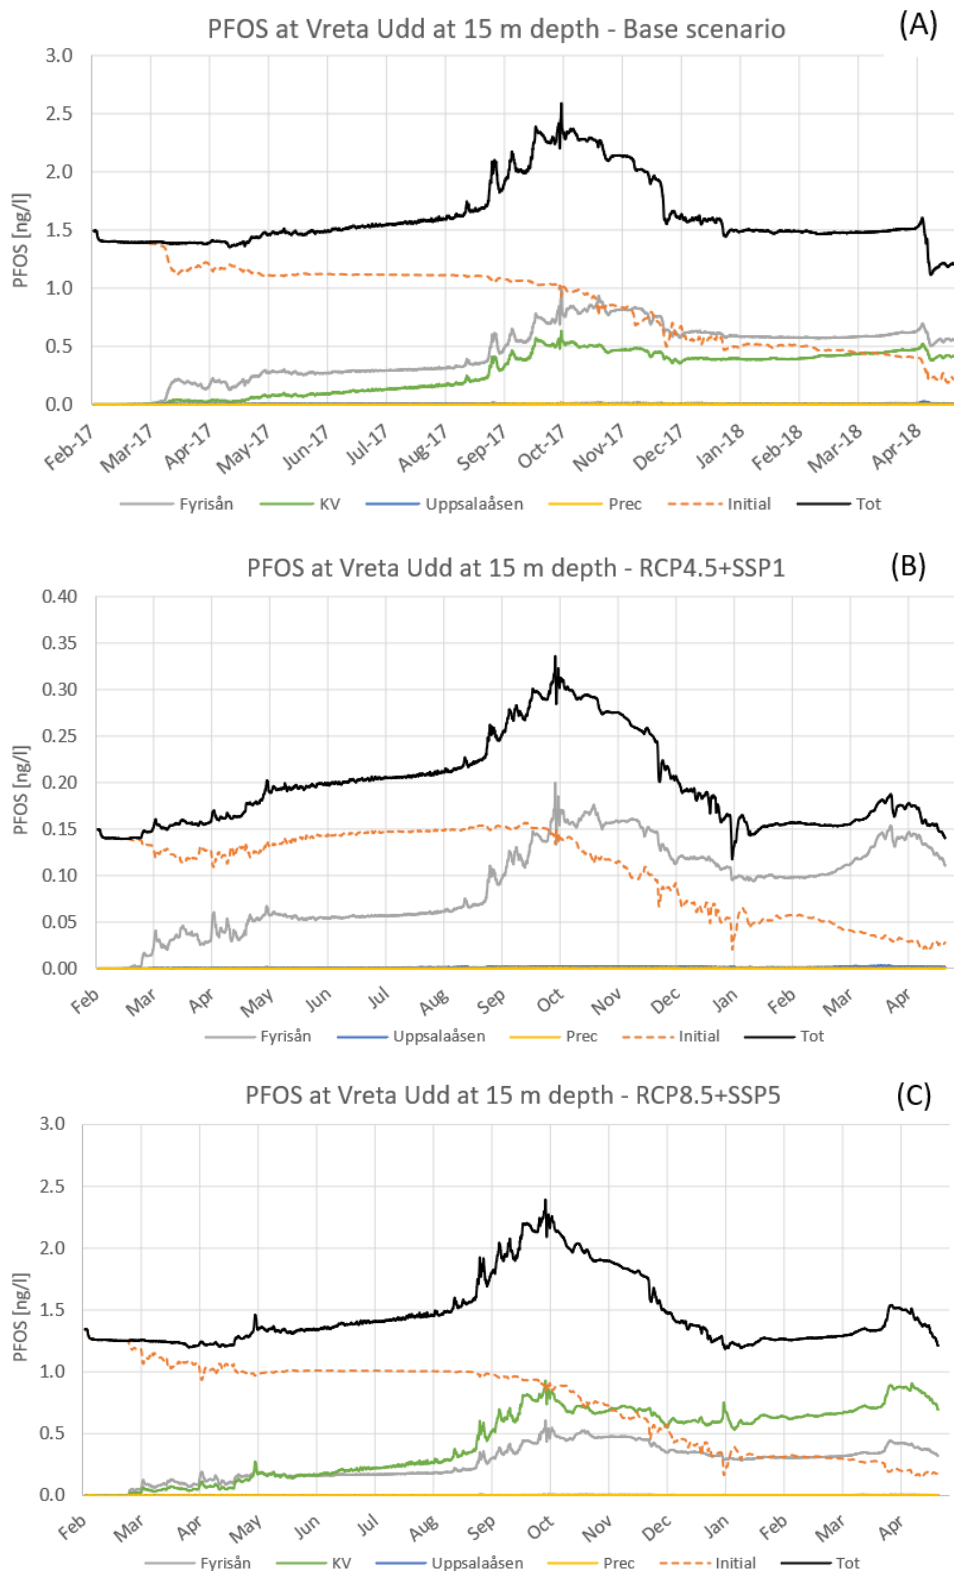 PFOS at Vreta Udd at 15 m depth - Base scenario
(A)
PFOS [ng/l]
3.0
2.5
2.0
1.5
1.0
0.5
0.0
Feb-17 Mar-17 Apr-17 May-17 Jun-17 Jul-17 Aug-17 Sep-17 Oct-17 Nov-17 Dec-17 Jan-18 Feb-18 Mar-18 Apr-18
Fyrisån KV Uppsalaåsen Prec Initial Tot
PFOS at Vreta Udd at 15 m depth - RCP4.5+SSP1
(B)
PFOS [ng/l]
0.40
0.35
0.30
0.25
0.20
0.15
0.10
0.05
0.00
Feb Mar Apr May Jun Jul Aug Sep Oct Nov Dec Jan Feb Mar Apr
Fyrisån Uppsalaåsen Prec Initial Tot
PFOS at Vreta Udd at 15 m depth - RCP8.5+SSP5
(C)
PFOS [ng/l]
3.0
2.5
2.0
1.5
1.0
0.5
0.0
Feb Mar Apr May Jun Jul Aug Sep Oct Nov Dec Jan Feb Mar Apr
Fyrisån KV Uppsalaåsen Prec Initial Tot